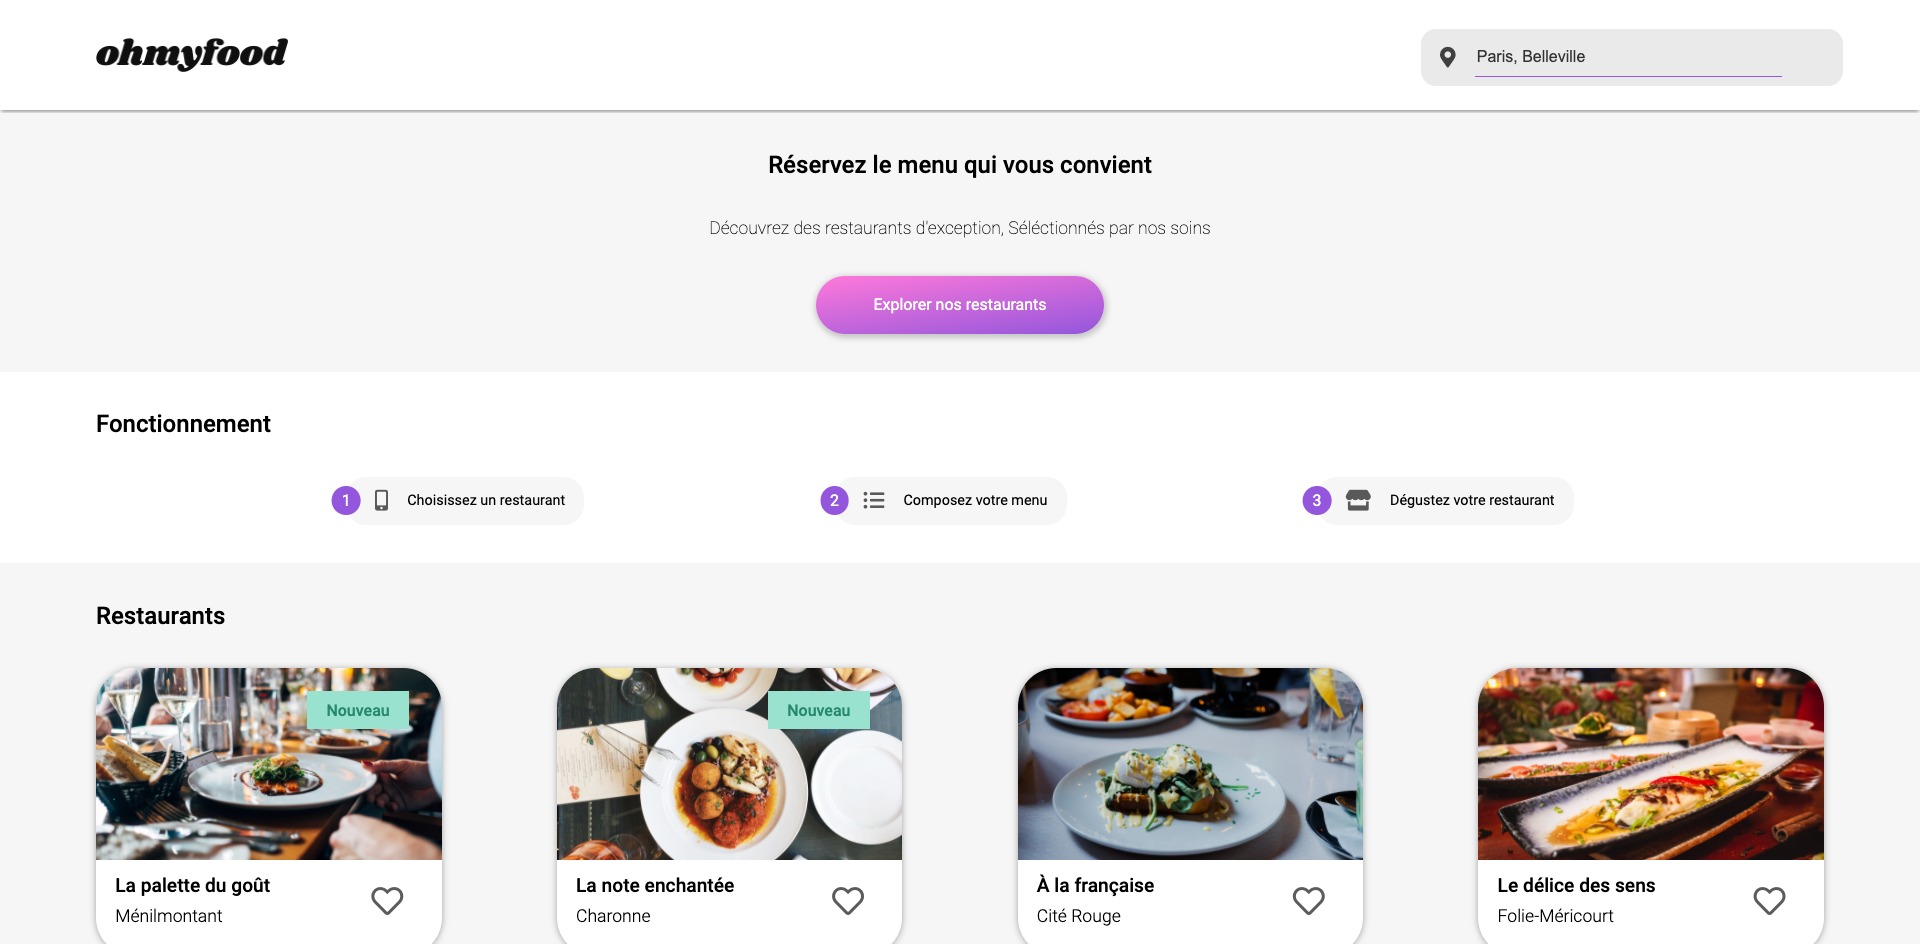 ohmyfood
Paris, Belleville
Réservez le menu qui vous convient
Découvrez des restaurants d'exception, Séléctionnés par nos soins
Explorer nos restaurants
Fonctionnement
1 Choisissez un restaurant
2 Composez votre menu
3 Dégustez votre restaurant
Restaurants
Nouveau
Nouveau
La palette du goût
Ménilmontant
La note enchantée
Charonne
À la française
Cité Rouge
Le délice des sens
Folie-Méricourt